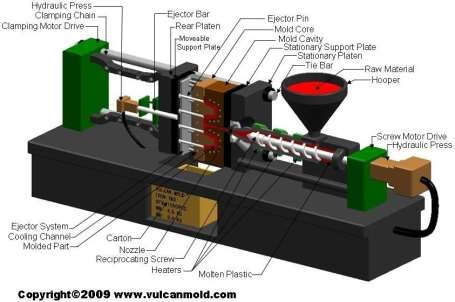 Hydraulic Press
Clamping Chain
Clamping Motor Drive
Ejector Bar
Rear Platen
Moveable
Support Plate
Ejector Pin
Mold Core
Mold Cavity
Stationary Support Plate
Stationary Platen
Tie Bar
Raw Material
Hooper
Screw Motor Drive
Hydraulic Press
Ejector System
Cooling Channel
Molded Part
Carton
Nozzle
Reciprocating Screw
Heaters
Molten Plastic
VULCAN MOLD
Copyright©2009 www.vulcanmold.com